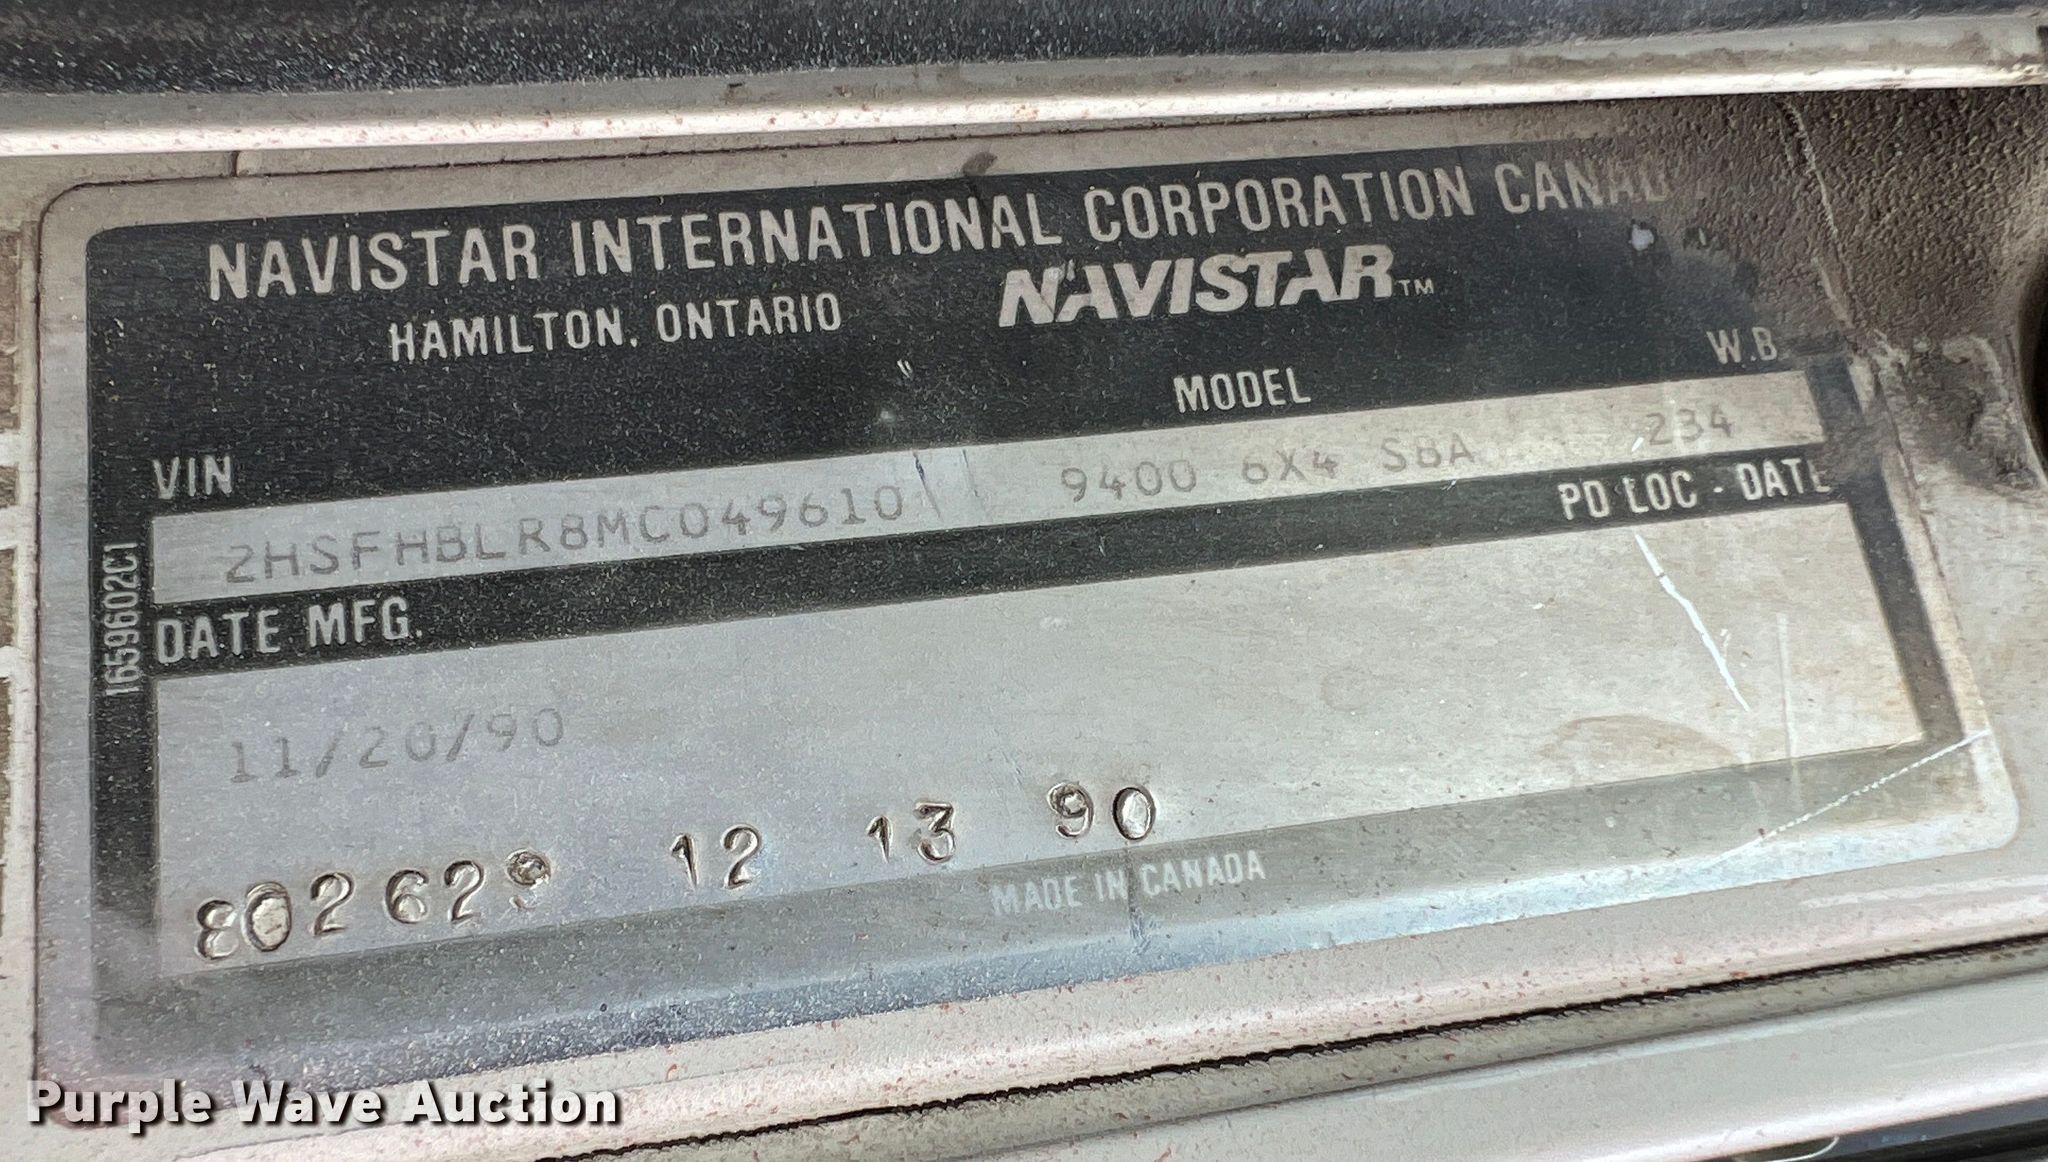 NAVISTAR INTERNATIONAL CORPORATION CANAD
HAMILTON, ONTARIO
NAVISTAR™
VIN
MODEL
W.B.
2HSFHBLR8MC049610
9400 6X4 SBA
234
DATE MFG.
PD LOC - DATE
1659602C1
11/20/90
802629 12 13 90
MADE IN CANADA
Purple Wave Auction